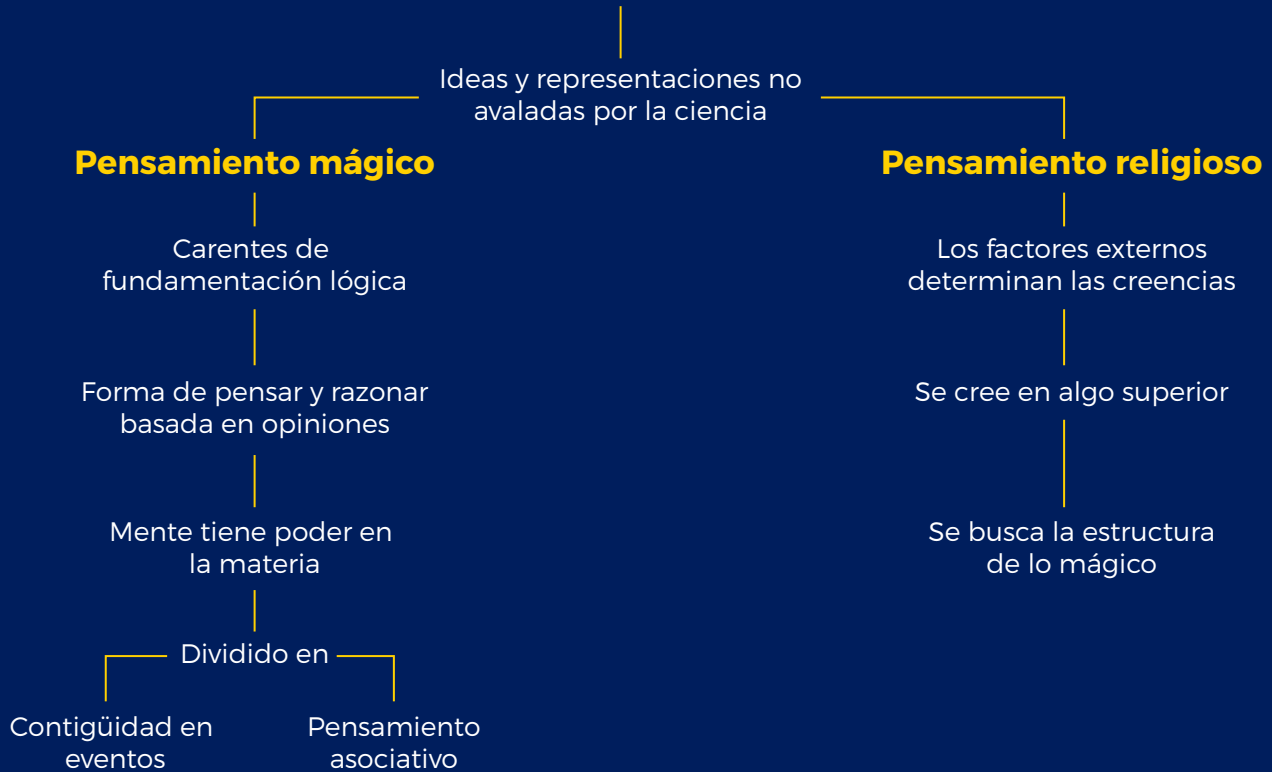 Ideas y representaciones no
avaladas por la ciencia
Pensamiento mágico
Carentes de
fundamentación lógica
Forma de pensar y razonar
basada en opiniones
Mente tiene poder en
la materia
Dividido en
Contigüidad en
eventos
Pensamiento
asociativo
Pensamiento religioso
Los factores externos
determinan las creencias
Se cree en algo superior
Se busca la estructura
de lo mágico